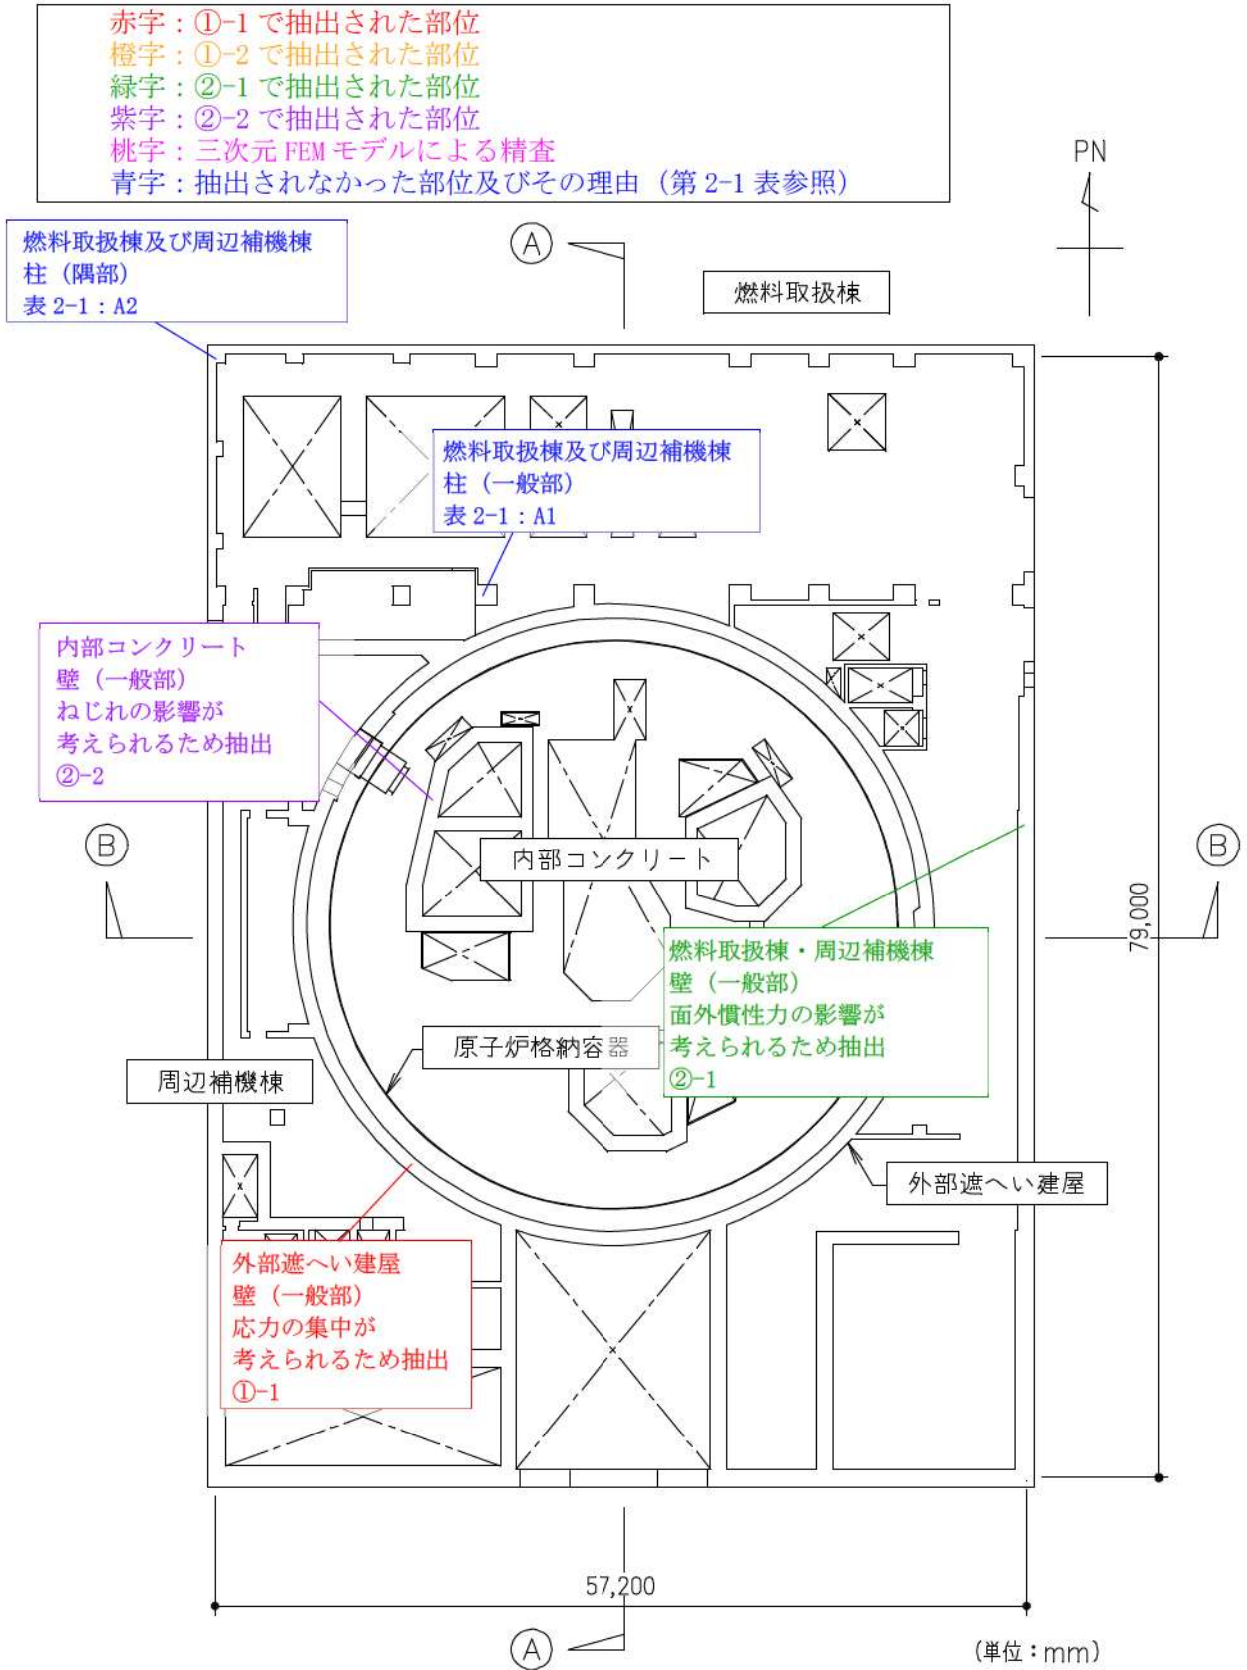 赤字：①-1 で抽出された部位
橙字：①-2 で抽出された部位
緑字：②-1 で抽出された部位
紫字：②-2 で抽出された部位
桃字：三次元 FEM モデルによる精査
青字：抽出されなかった部位及びその理由（第 2-1 表参照）
PN
燃料取扱棟及び周辺補機棟
柱（隅部）
表 2-1：A2
A
燃料取扱棟
燃料取扱棟及び周辺補機棟
柱（一般部）
表 2-1：A1
内部コンクリート
壁（一般部）
ねじれの影響が
考えられるため抽出
②-2
B
内部コンクリート
B
79,000
燃料取扱棟・周辺補機棟
壁（一般部）
面外慣性力の影響が
考えられるため抽出
②-1
原子炉格納容器
周辺補機棟
外部遮へい建屋
外部遮へい建屋
壁（一般部）
応力の集中が
考えられるため抽出
①-1
57,200
A
(単位：mm)